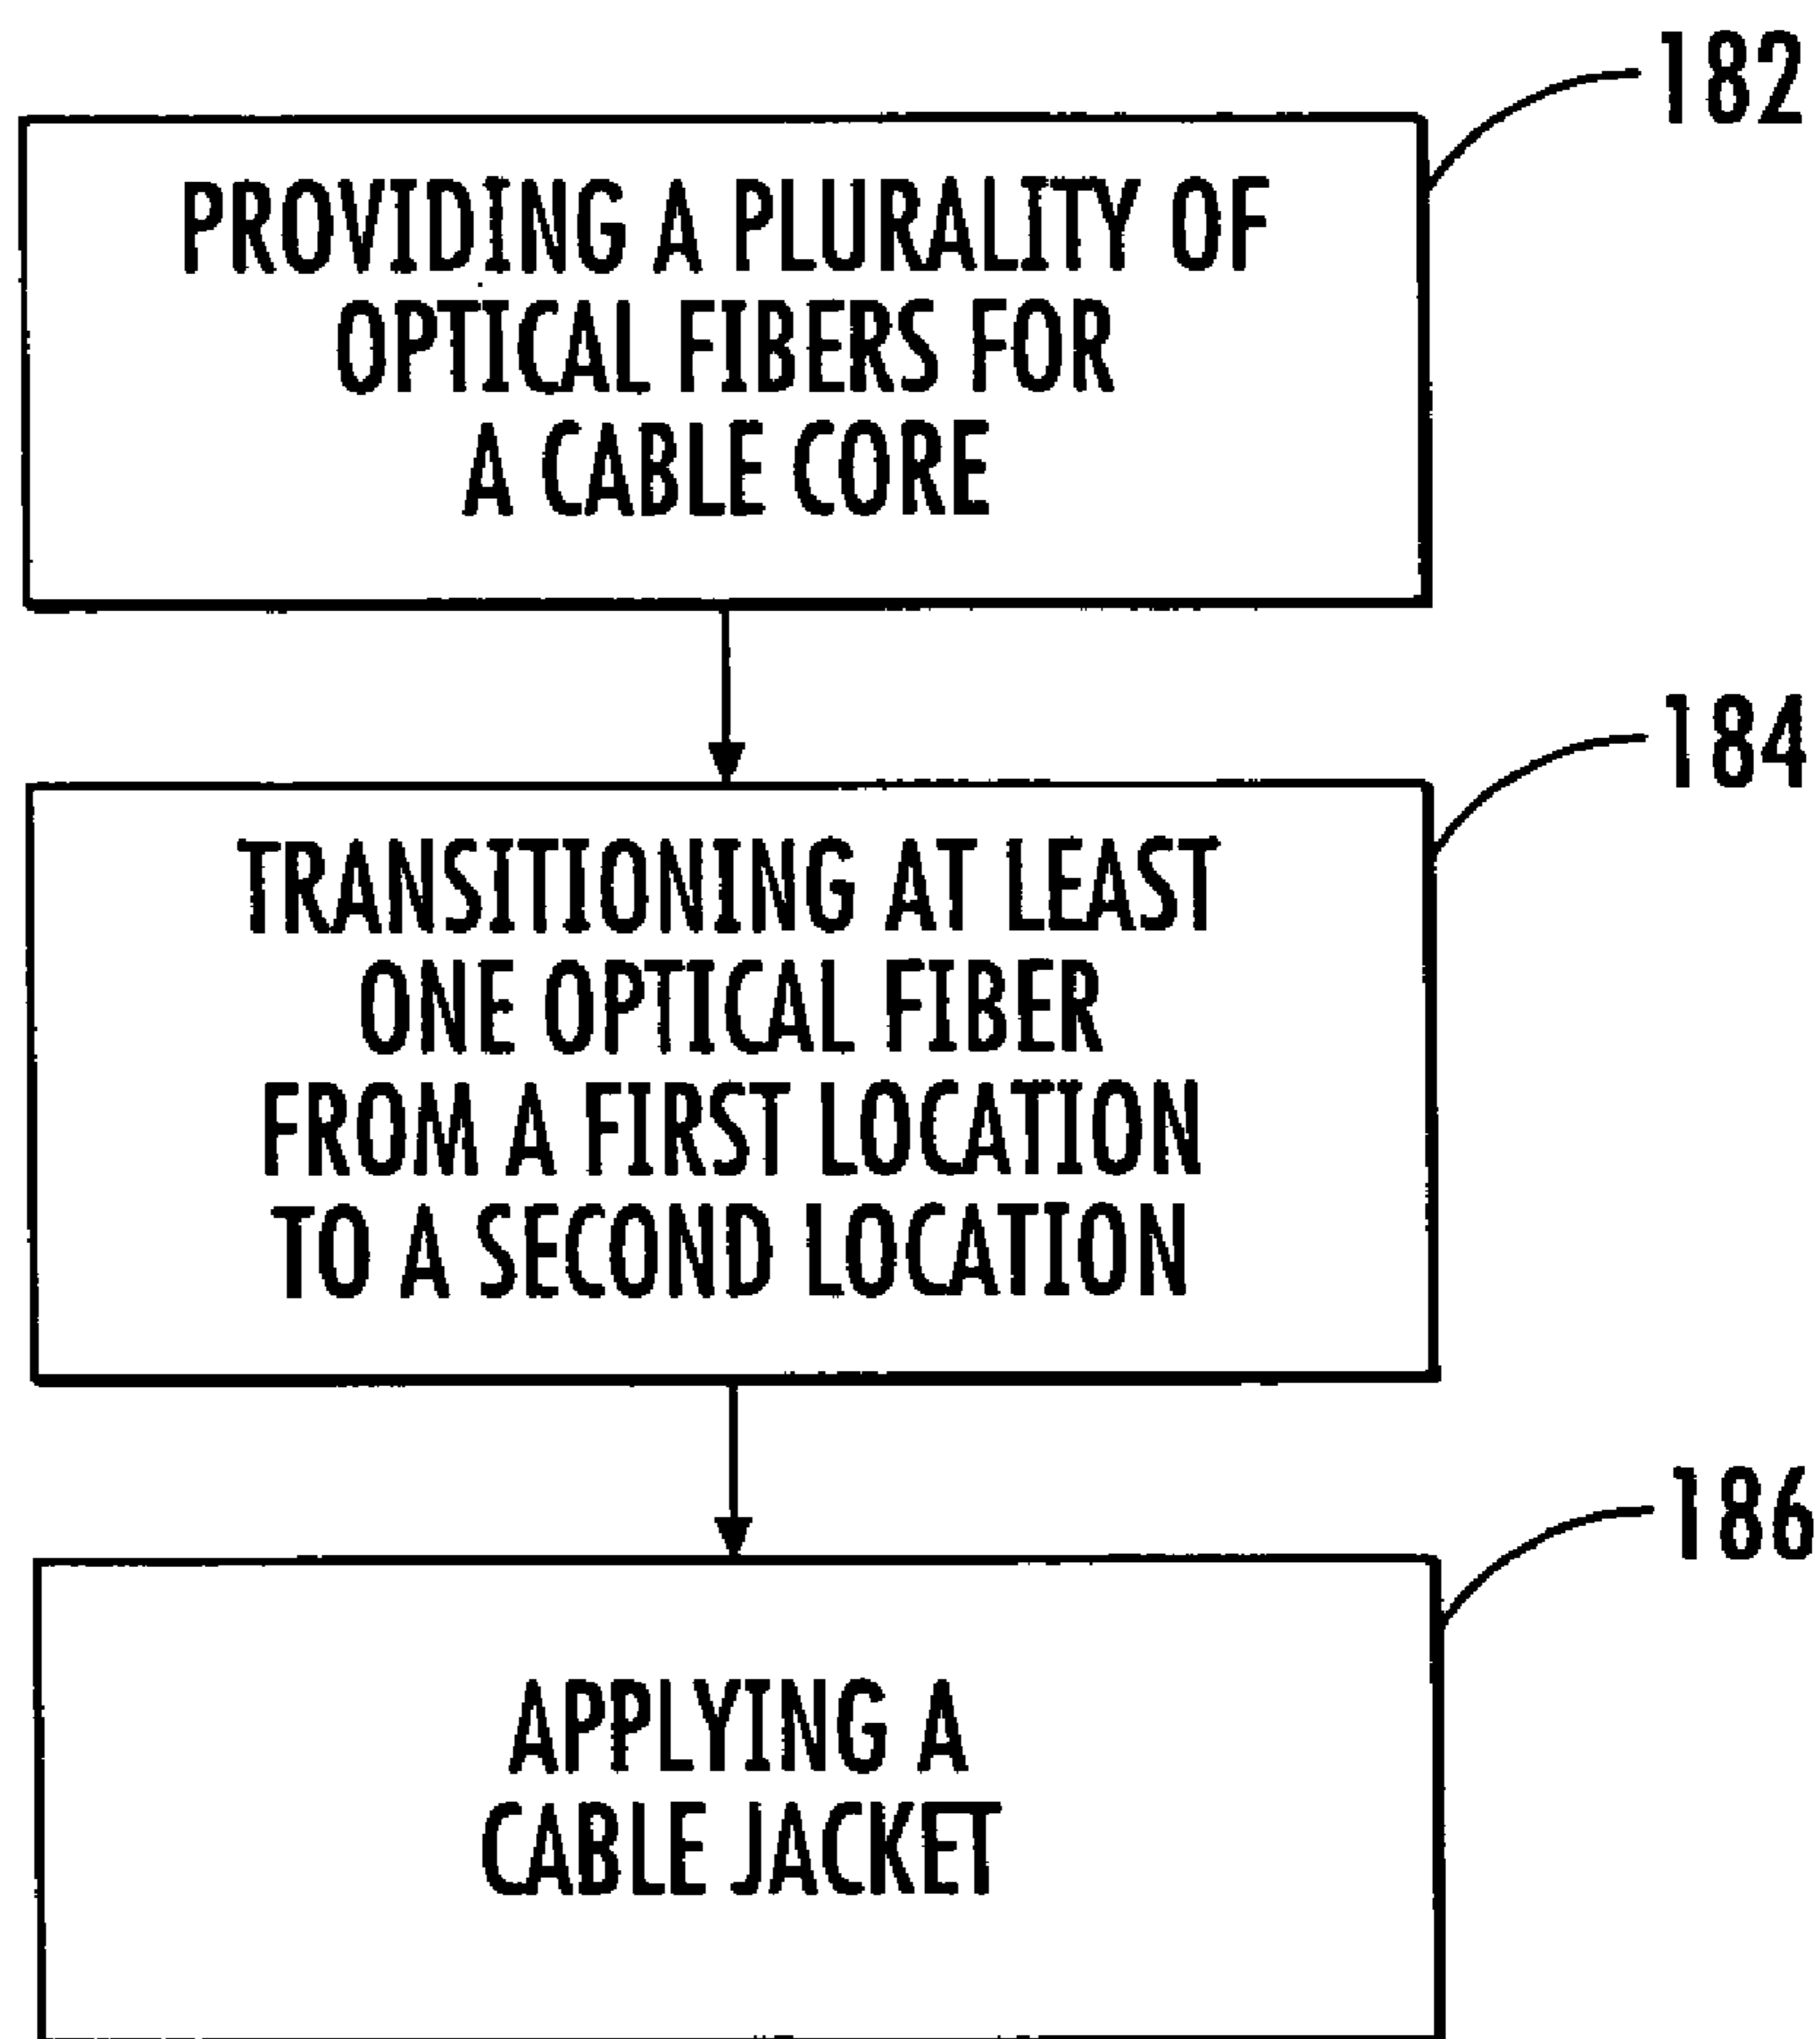 182
PROVIDING A PLURALITY OF
OPTICAL FIBERS FOR
A CABLE CORE
184
TRANSITIONING AT LEAST
ONE OPTICAL FIBER
FROM A FIRST LOCATION
TO A SECOND LOCATION
186
APPLYING A
CABLE JACKET